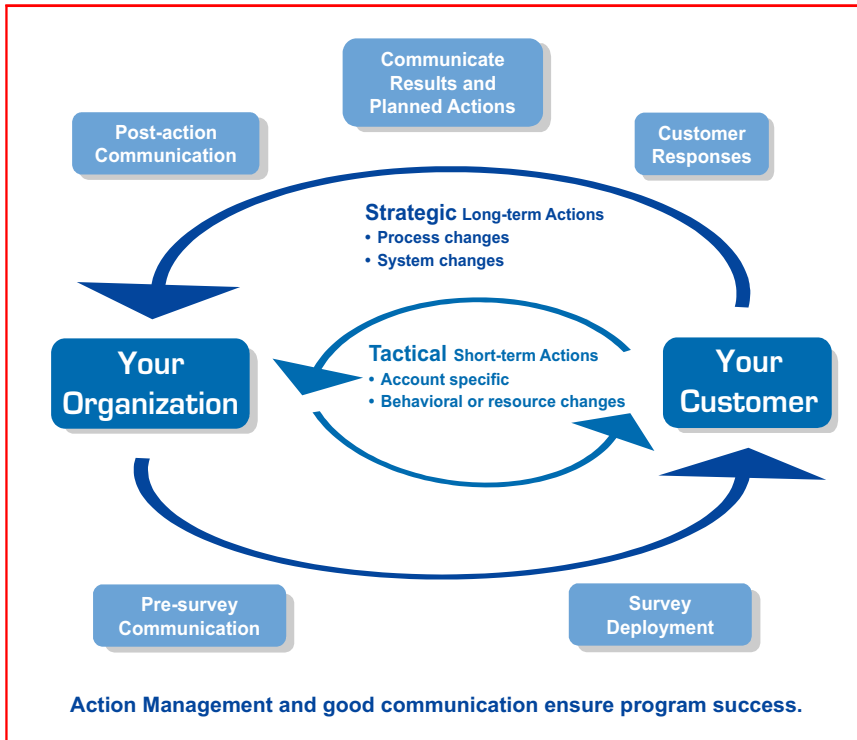 Communicate
Results and
Planned Actions
Post-action
Communication
Customer
Responses
Strategic Long-term Actions
• Process changes
• System changes
Your
Organization
Tactical Short-term Actions
• Account specific
• Behavioral or resource changes
Your
Customer
Pre-survey
Communication
Survey
Deployment
Action Management and good communication ensure program success.